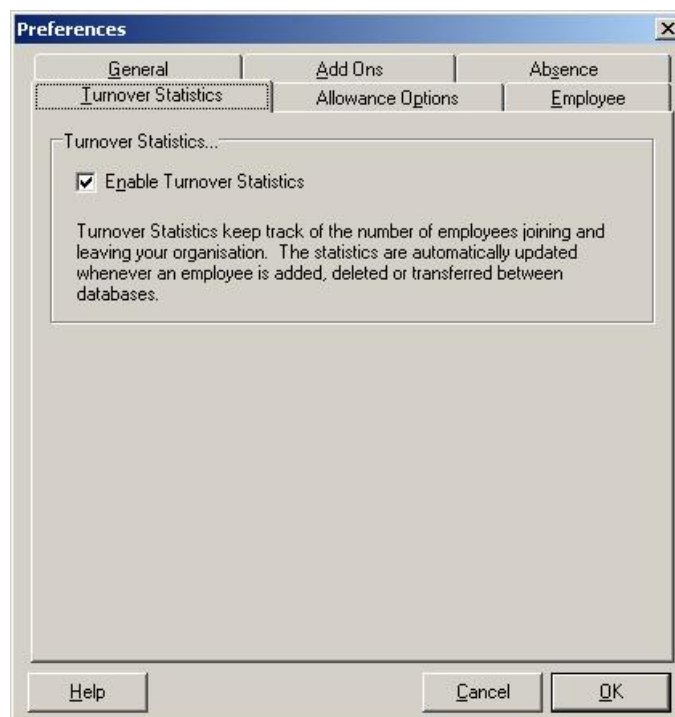 Preferences
General Add Ons Absence
Turnover Statistics Allowance Options Employee
Turnover Statistics...
Enable Turnover Statistics
Turnover Statistics keep track of the number of employees joining and
leaving your organisation. The statistics are automatically updated
whenever an employee is added, deleted or transferred between
databases.
Help Cancel OK